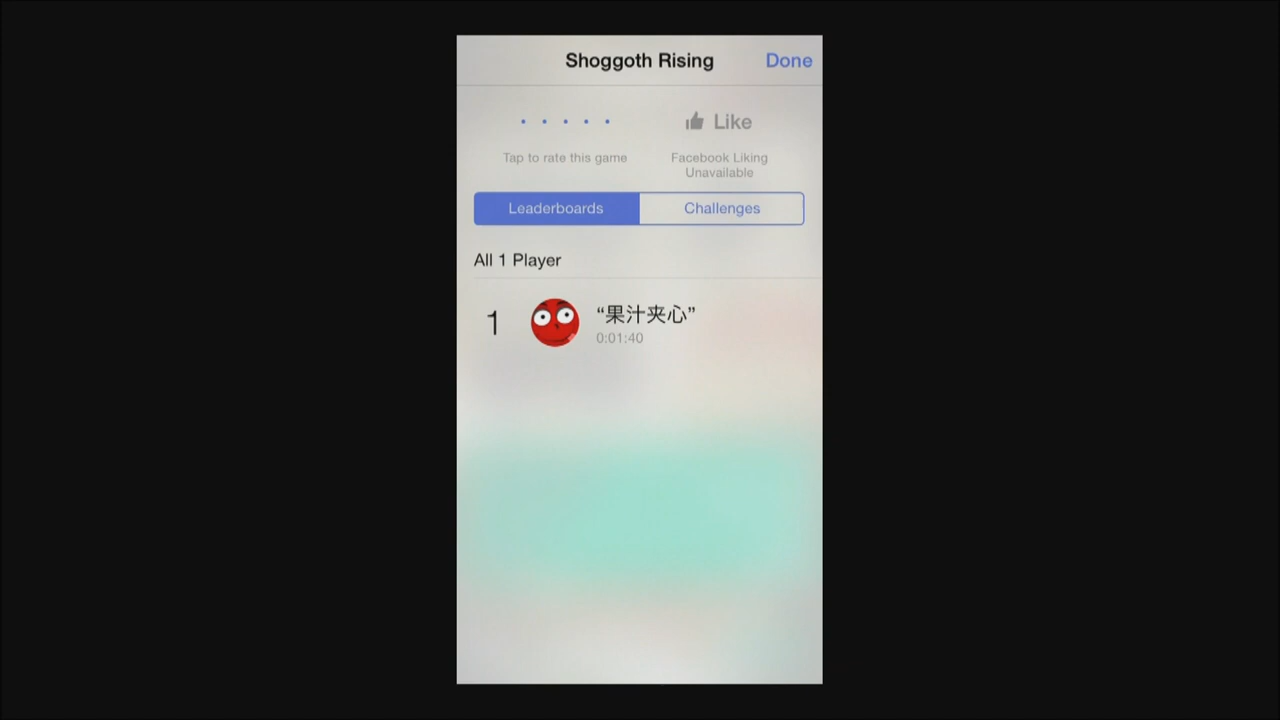 Shoggoth Rising
Done
Like
Tap to rate this game
Facebook Liking
Unavailable
Leaderboards
Challenges
All 1 Player
1
“果汁夹心”
0:01:40